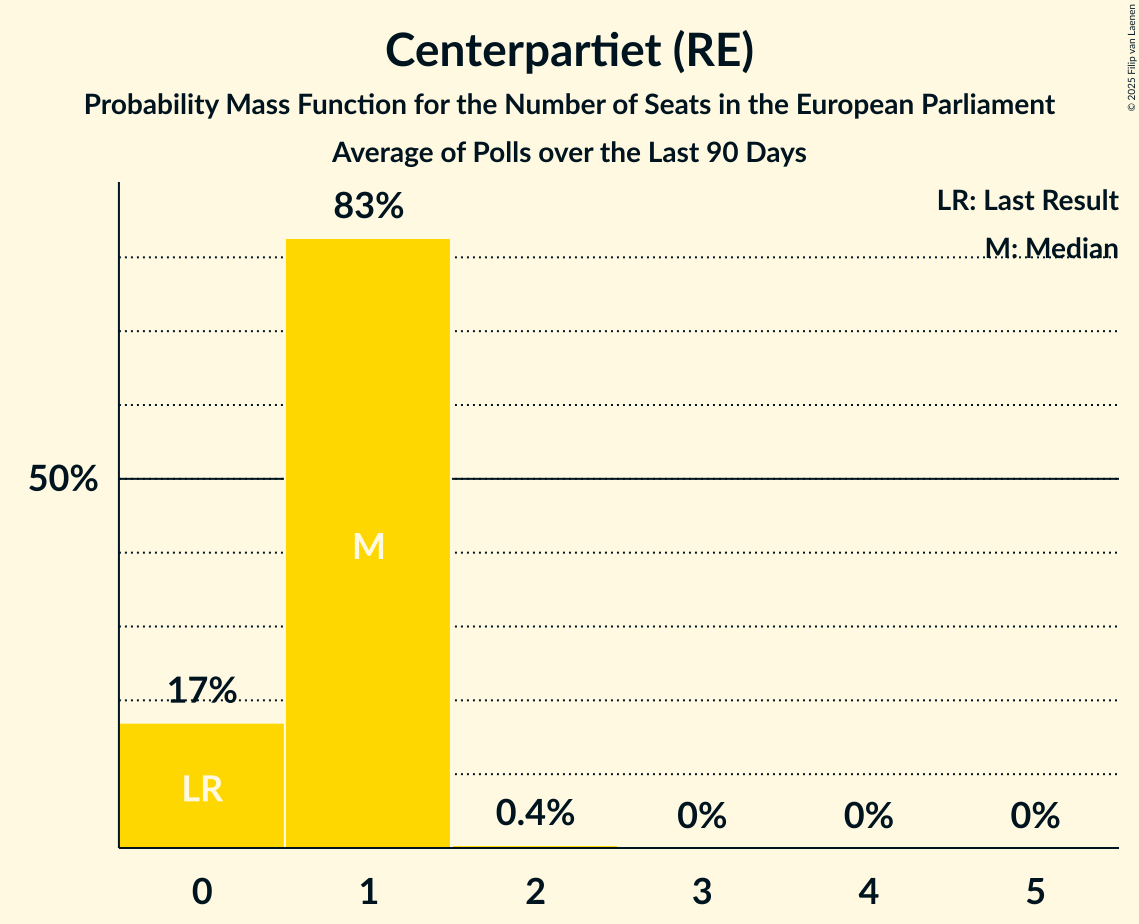 Centerpartiet (RE)
Probability Mass Function for the Number of Seats in the European Parliament
Average of Polls over the Last 90 Days
© 2025 Filip van Laenen
LR: Last Result
M: Median
83%
50%
M
17%
LR
0.4%
0%
0%
0%
0 1 2 3 4 5